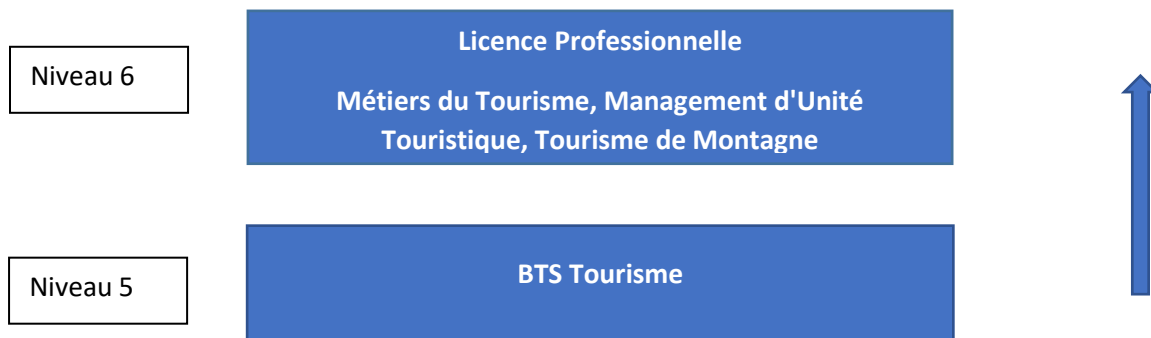 Niveau 6
Licence Professionnelle
Métiers du Tourisme, Management d'Unité
Touristique, Tourisme de Montagne
Niveau 5
BTS Tourisme